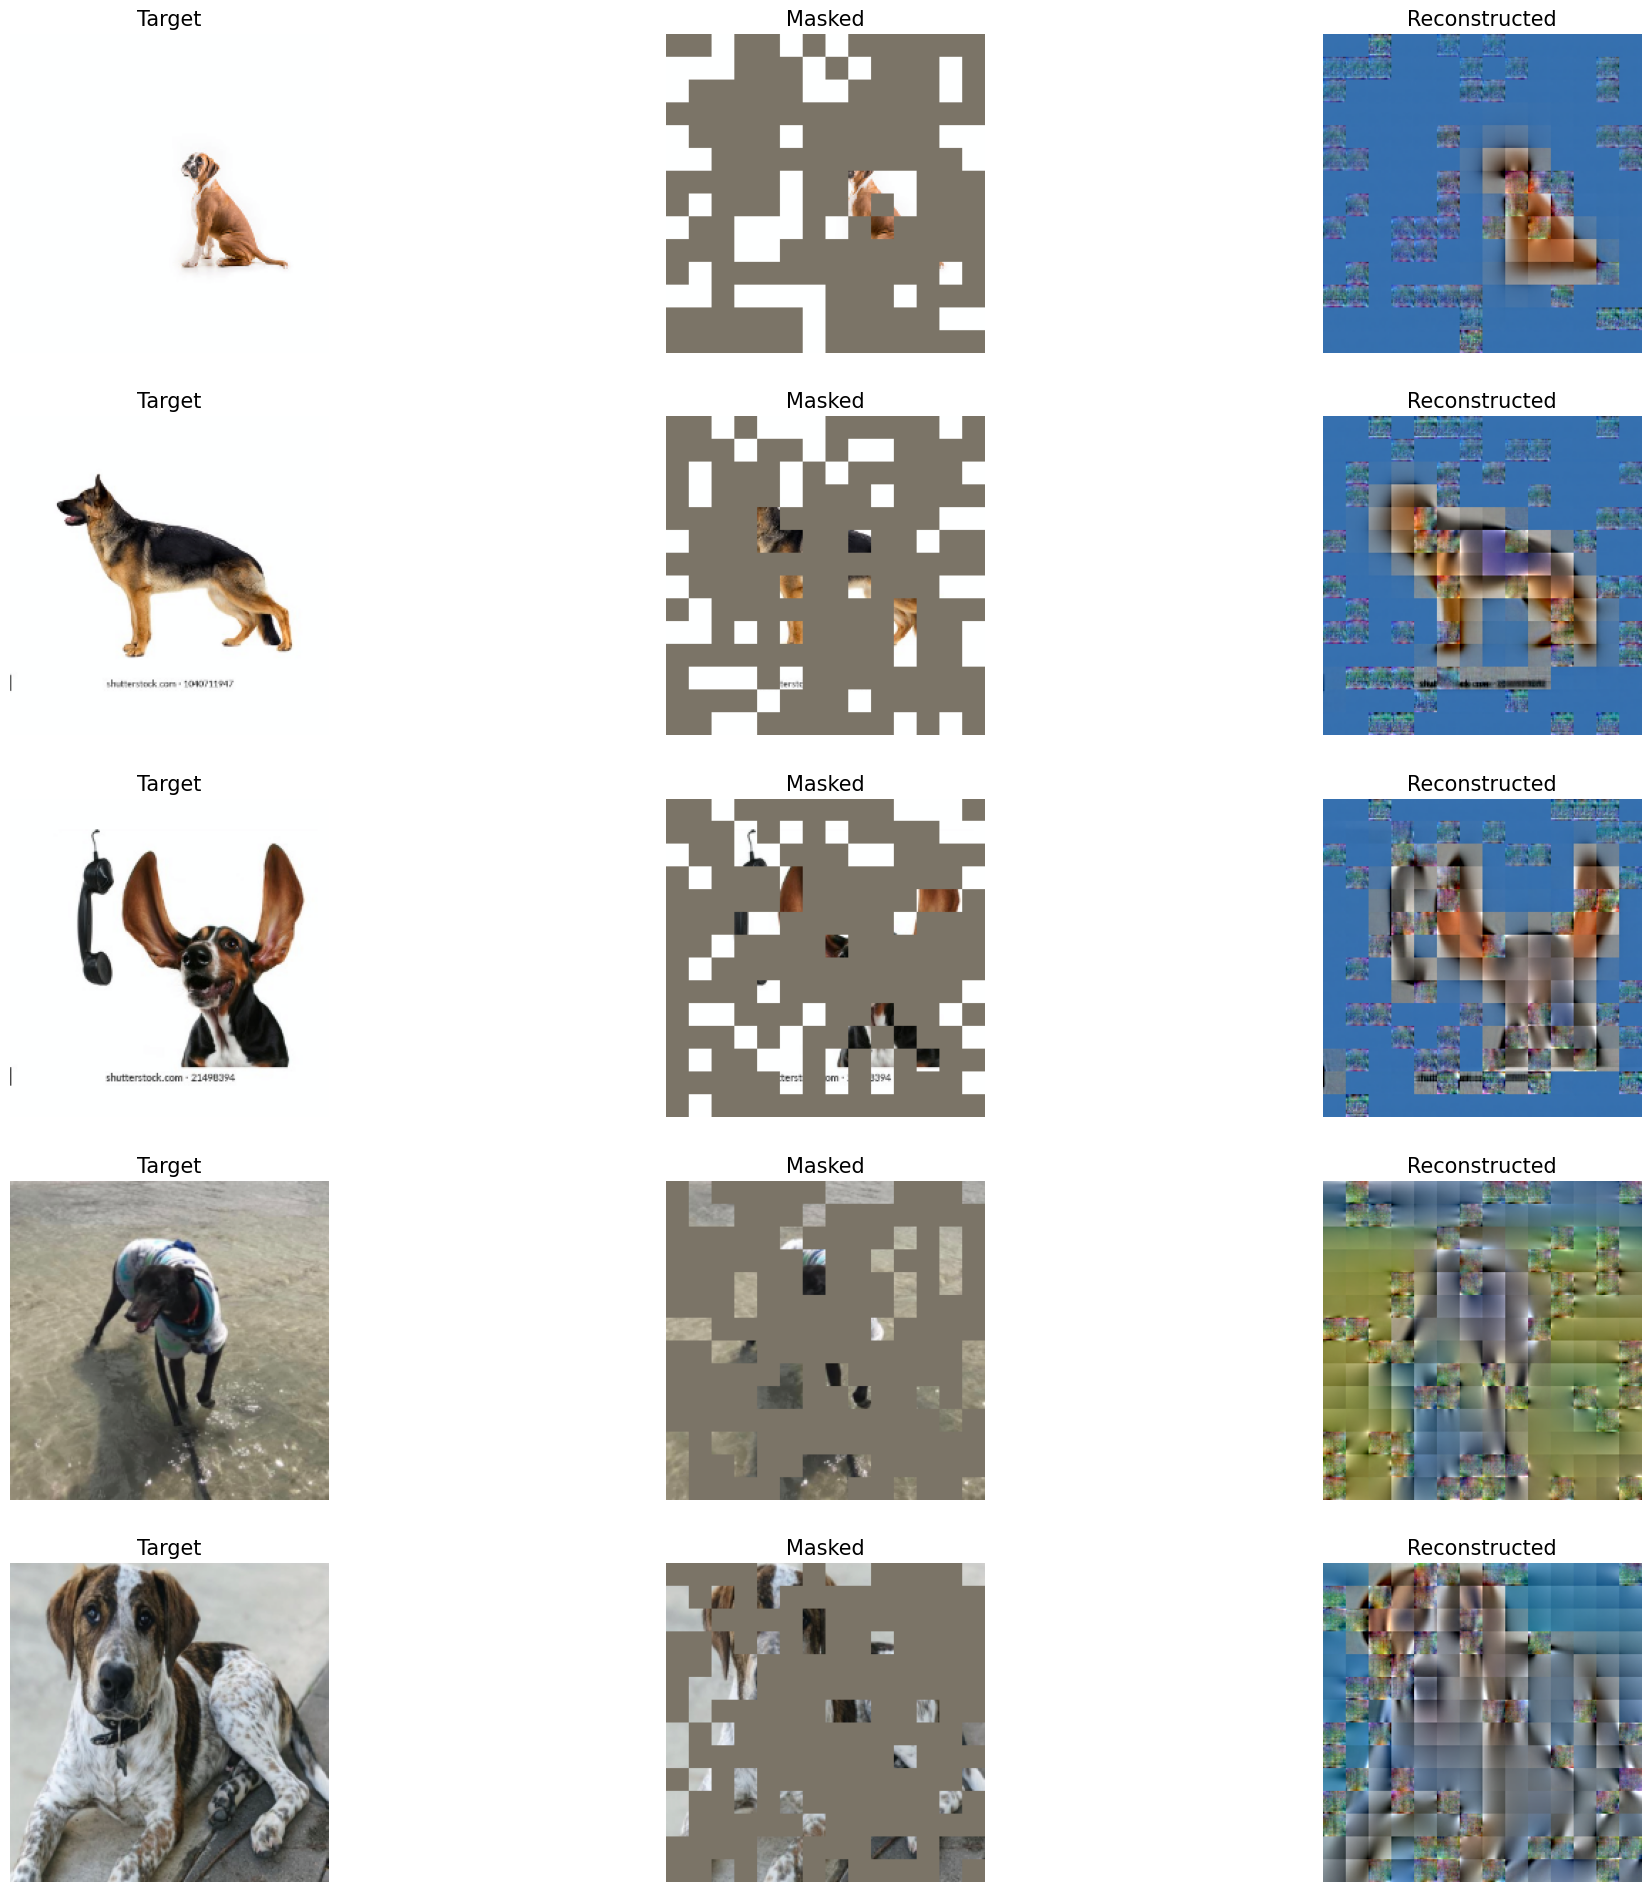 Target
Masked
Reconstructed
Target
Masked
Reconstructed
shutterstock.com · 1040711947
terstc
Target
Masked
Reconstructed
shutterstock.com · 21498394
Target
Masked
Reconstructed
Target
Masked
Reconstructed